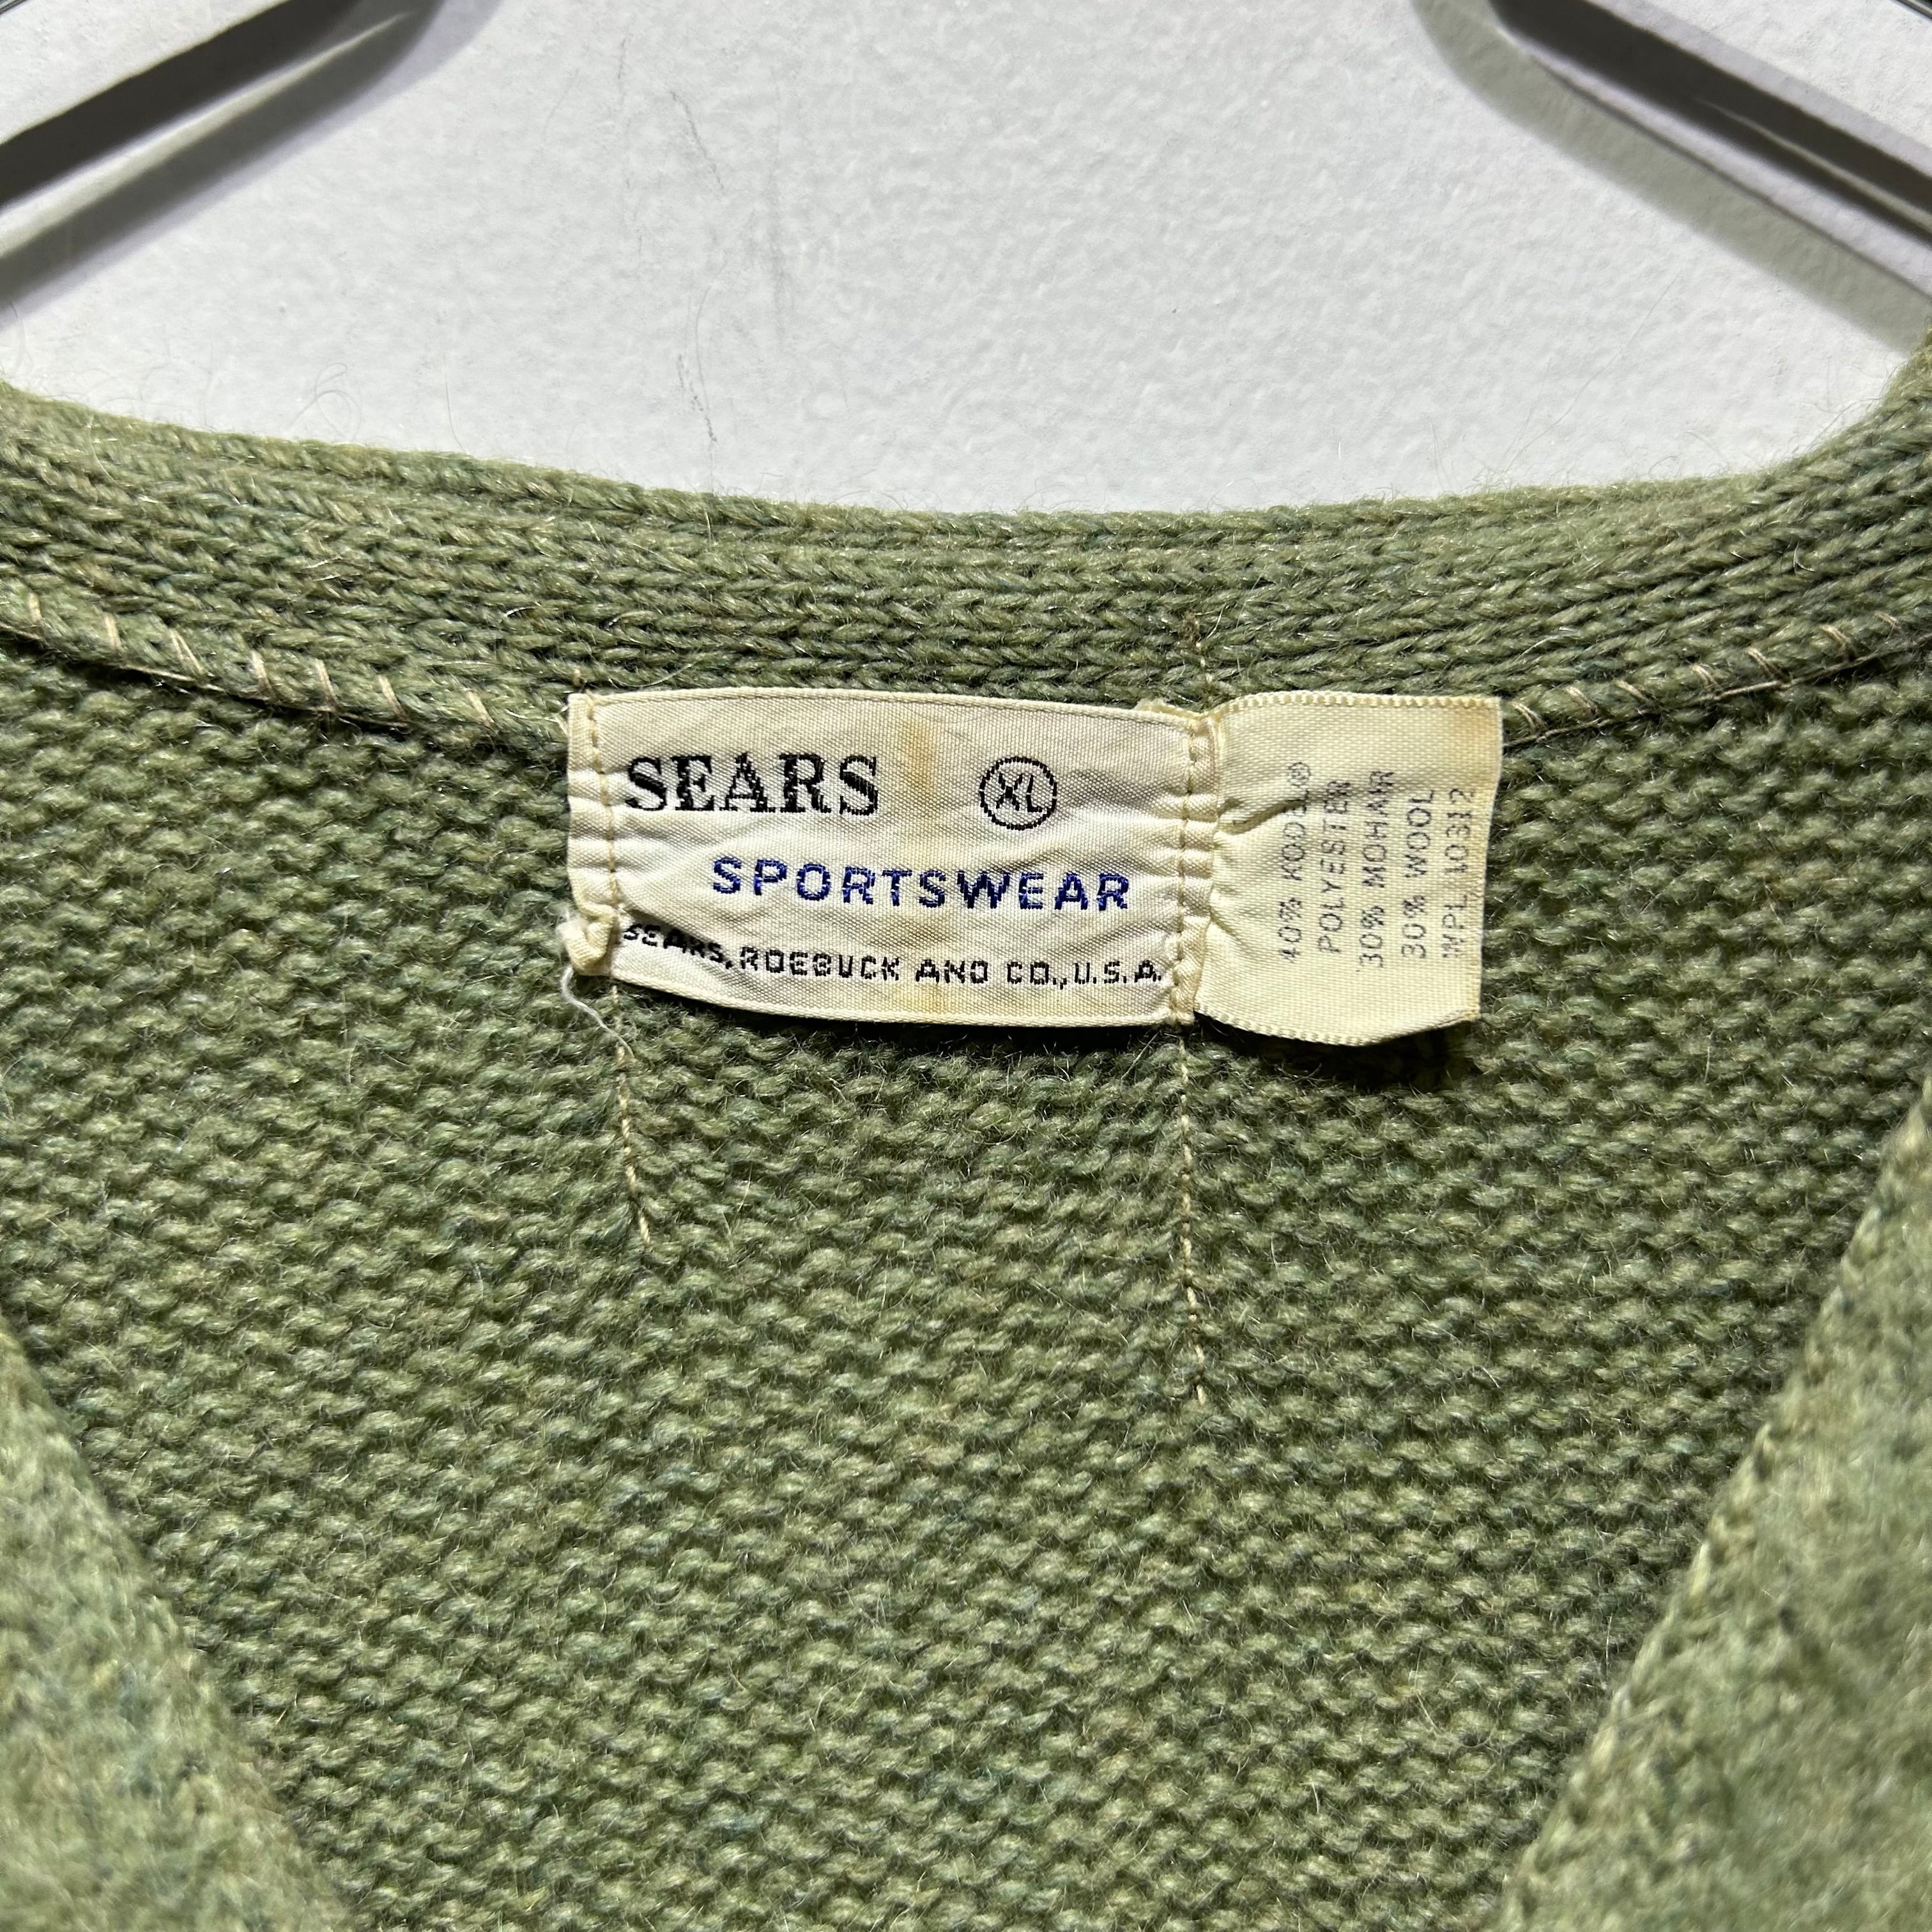 SEARS XL
SPORTSWEAR
SEARS, ROEBUCK AND CO., U.S.A.
40% KODEL®
POLYESTER
30% MOHAIR
30% WOOL
WPL 10312